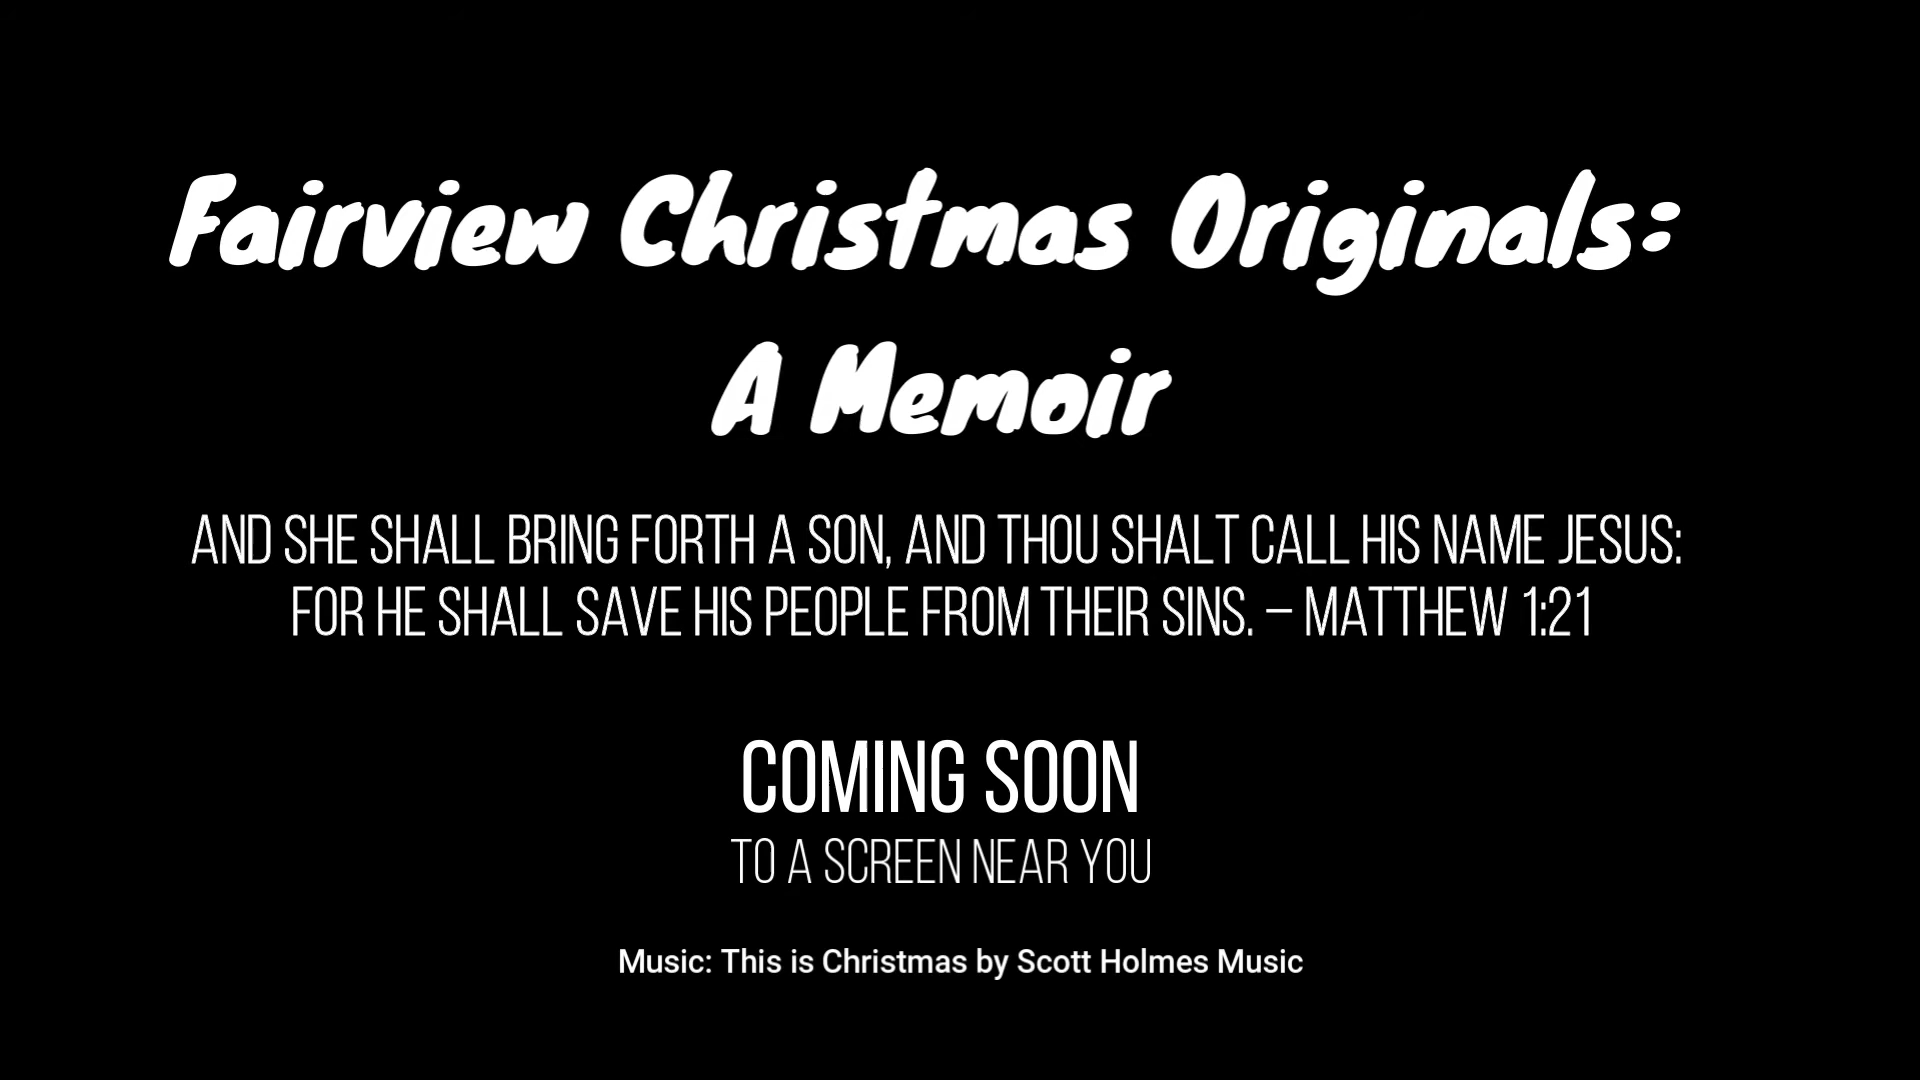 Fairview Christmas Originals:
A Memoir
AND SHE SHALL BRING FORTH A SON, AND THOU SHALT CALL HIS NAME JESUS:
FOR HE SHALL SAVE HIS PEOPLE FROM THEIR SINS. – MATTHEW 1:21
COMING SOON
TO A SCREEN NEAR YOU
Music: This is Christmas by Scott Holmes Music